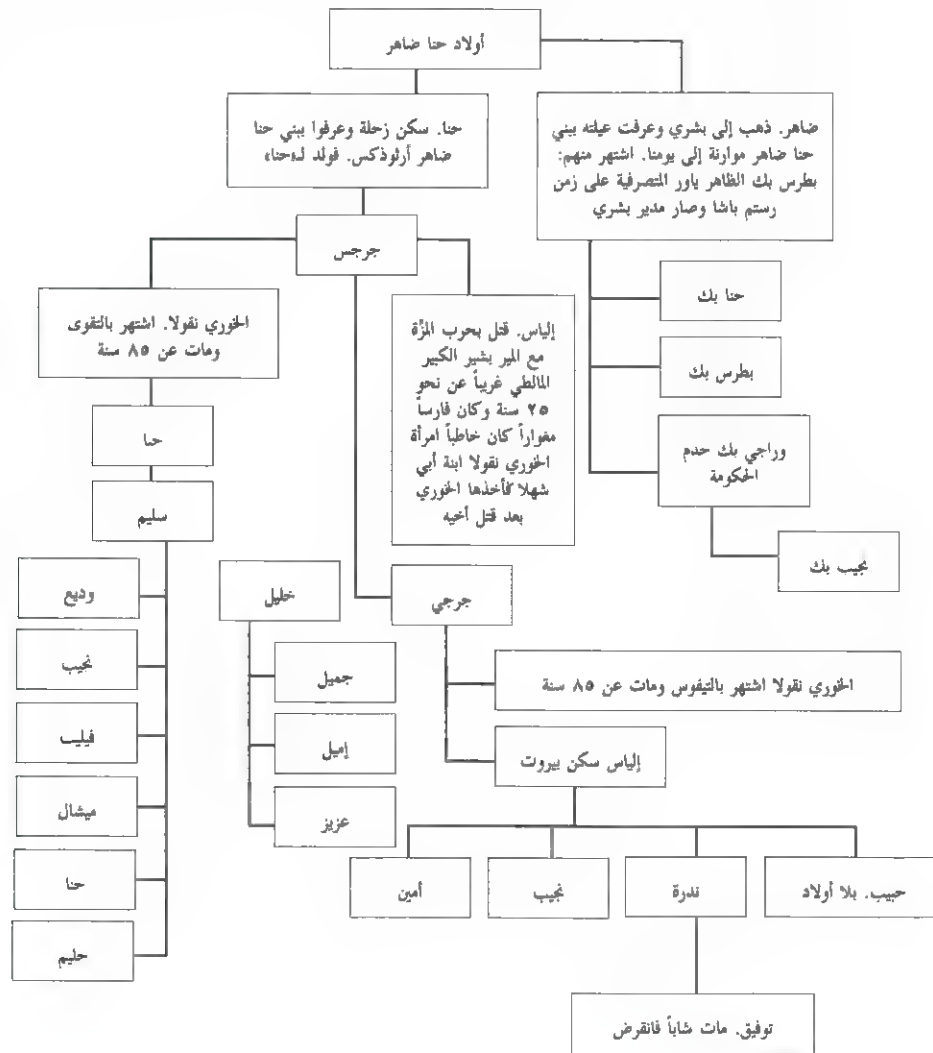 أولاد حنا ضاهر
ضاهر. ذهب إلى بشري وعرفت عيلته ببني
حنا ضاهر موارنة إلى يومنا. اشتهر منهم:
بطرس بك الظاهر ياور المتصرفية على زمن
رستم باشا وصار مدير بشري
حنا. سكن زحلة وعرفوا ببني حنا
ضاهر أرثوذكس. فولد لـ«حنا»
جرجس
حنا بك
بطرس بك
وراجي بك خدم
الحكومة
نجيب بك
إلياس. قتل بحرب المزّة
مع المير بشير الكبير
المالطي غريباً عن نحو
٢٥ سنة وكان فارساً
مغواراً كان خاطباً امرأة
الخوري نقولا ابنة أبي
شهلا فأخذها الخوري
بعد قتل أخيه
الخوري نقولا. اشتهر بالتقوى
ومات عن ٨٥ سنة
حنا
سليم
وديع
نجيب
فيليب
ميشال
حنا
حليم
خليل
جميل
إميل
عزيز
جرجي
الخوري نقولا اشتهر بالتيفوس ومات عن ٨٥ سنة
إلياس سكن بيروت
حبيب. بلا أولاد
ندرة
نجيب
أمين
توفيق. مات شاباً فانقرض